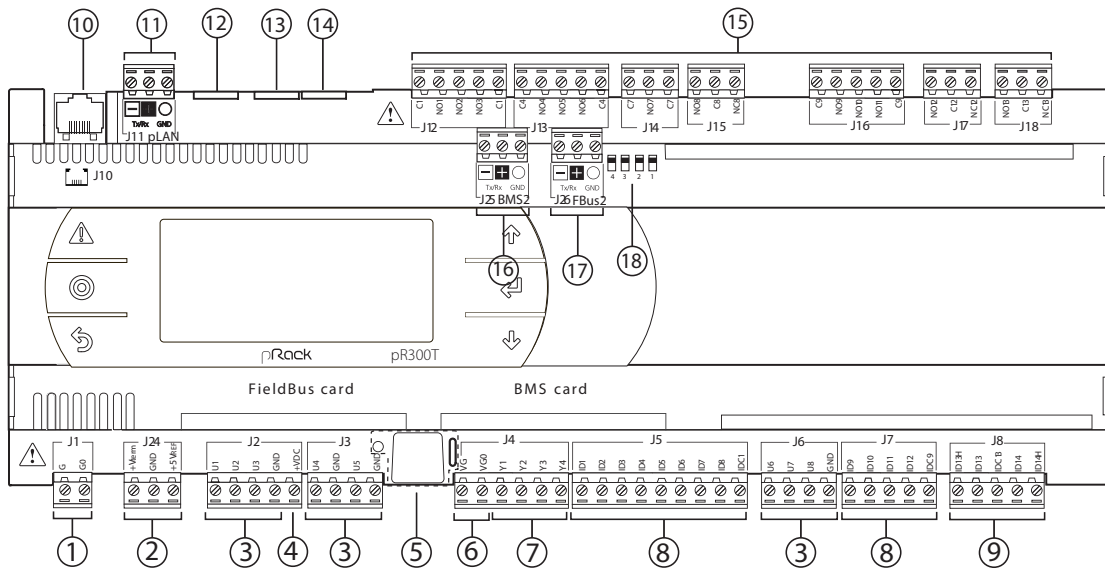 10 11 12 13 14 15
C1 NO1 NO2 NO3 C1 C4 NO4 NO5 NO6 C4 C7 NO7 C7 NO8 C8 NC8 C9 NO9 NO10 NO11 C9 NO12 C12 NC12 NO13 C13 NC13
Tx/Rx GND
J11 pLAN J12 J13 J14 J15 J16 J17 J18
J10
4 3 2 1
Tx/Rx GND Tx/Rx GND
J25 BMS2 J26 FBus2
16 17 18
pRack pR300T
FieldBus card BMS card
J1 J24 J2 J3 J4 J5 J6 J7 J8
G G0 +Vterm GND +5VREF U1 U2 U3 GND +VDC U4 GND U5 GND VG VG0 Y1 Y2 Y3 Y4 ID1 ID2 ID3 ID4 ID5 ID6 ID7 ID8 IDC1 U6 U7 U8 GND ID9 ID10 ID11 ID12 IDC9 ID13H ID13 IDC13 ID14 ID14H
1 2 3 4 3 5 6 7 8 3 8 9